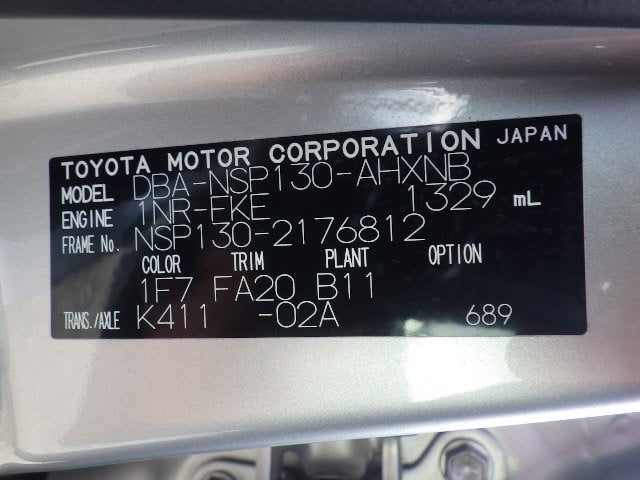 TOYOTA MOTOR CORPORATION JAPAN
MODEL DBA-NSP130-AHXNB
ENGINE 1NR-FKE 1329 mL
FRAME No. NSP130-2176812
COLOR TRIM PLANT OPTION
1F7 FA20 B11
TRANS./AXLE K411 -02A 689